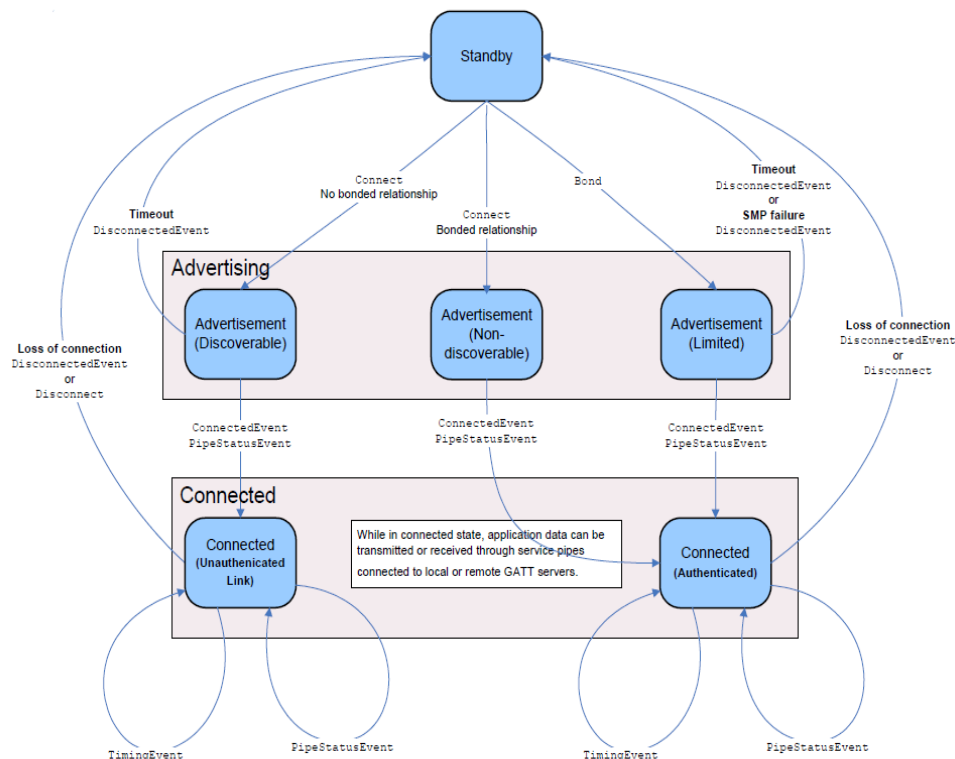 Standby
Connect
No bonded relationship
Connect
Bonded relationship
Bond
Timeout
DisconnectedEvent
Timeout
DisconnectedEvent
or
SMP failure
DisconnectedEvent
Advertising
Advertisement
(Discoverable)
Advertisement
(Non-
discoverable)
Advertisement
(Limited)
Loss of connection
DisconnectedEvent
or
Disconnect
Loss of connection
DisconnectedEvent
or
Disconnect
ConnectedEvent
PipeStatusEvent
ConnectedEvent
PipeStatusEvent
ConnectedEvent
PipeStatusEvent
Connected
Connected
(Unauthenicated
Link)
While in connected state, application data can be
transmitted or received through service pipes
connected to local or remote GATT servers.
Connected
(Authenticated)
TimingEvent
PipeStatusEvent
TimingEvent
PipeStatusEvent